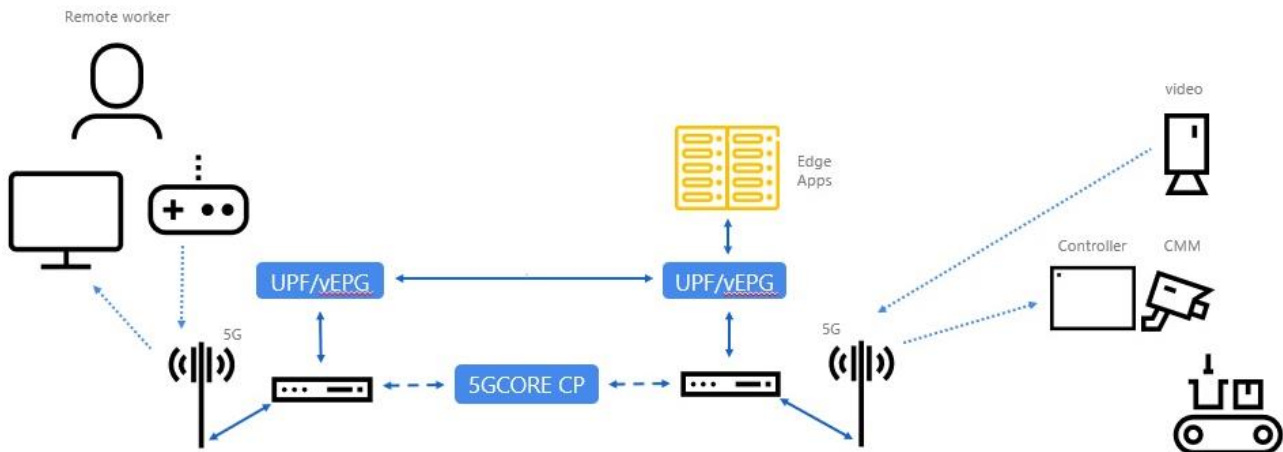 Remote worker
video
Edge
Apps
Controller
CMM
UPF/vEPG
UPF/vEPG
5G
5G
5GCORE CP